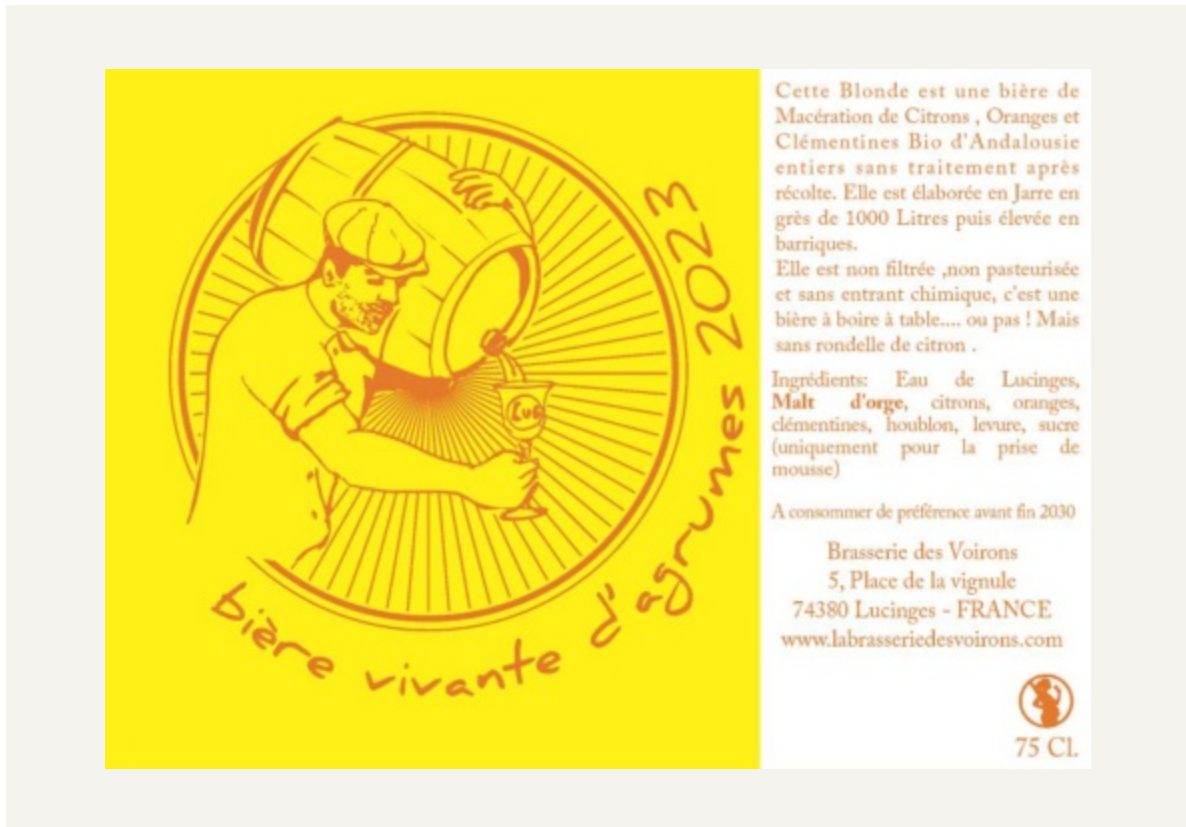 bière vivante d'agrumes 2023
LUG
Cette Blonde est une bière de
Macération de Citrons , Oranges et
Clémentines Bio d'Andalousie
entiers sans traitement après
récolte. Elle est élaborée en Jarre en
grès de 1000 Litres puis élevée en
barriques.
Elle est non filtrée ,non pasteurisée
et sans entrant chimique, c'est une
bière à boire à table.... ou pas ! Mais
sans rondelle de citron .
Ingrédients: Eau de Lucinges,
Malt d'orge, citrons, oranges,
clémentines, houblon, levure, sucre
(uniquement pour la prise de
mousse)
A consommer de préférence avant fin 2030
Brasserie des Voirons
5, Place de la vignule
74380 Lucinges - FRANCE
www.labrasseriedesvoirons.com
75 Cl.